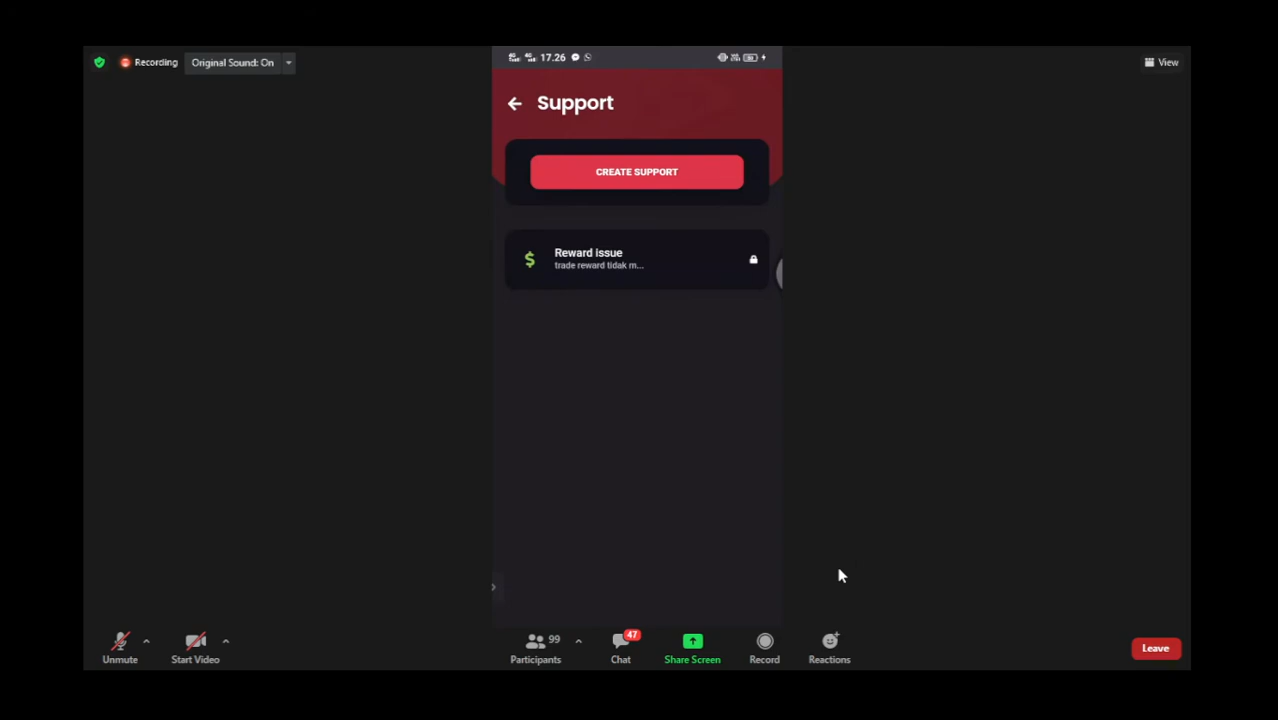 Recording
Original Sound: On
17.26
View
Support
CREATE SUPPORT
Reward issue
trade reward tidak m...
99
47
Unmute
Start Video
Participants
Chat
Share Screen
Record
Reactions
Leave